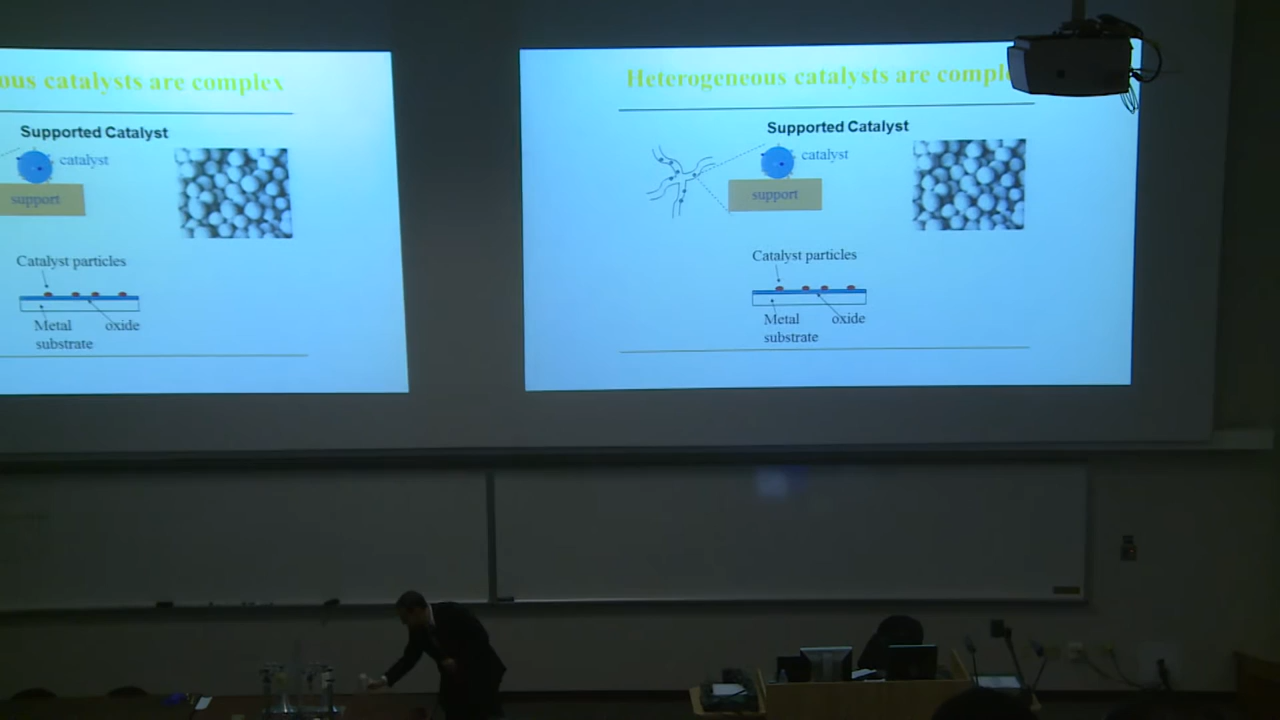 ous catalysts are complex
Supported Catalyst
catalyst
support
Catalyst particles
Metal
substrate
oxide
Heterogeneous catalysts are compl
Supported Catalyst
catalyst
support
Catalyst particles
Metal
substrate
oxide